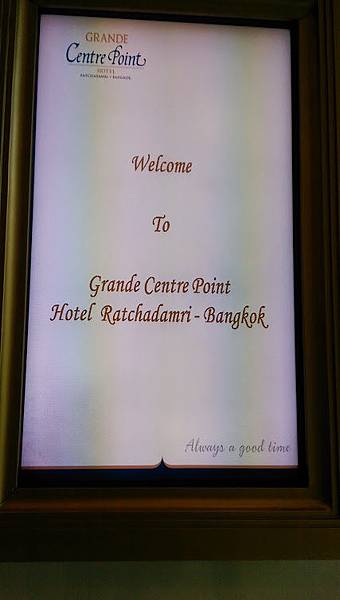 GRANDE
Centre Point
HOTEL
RATCHADAMRI • BANGKOK
Welcome
To
Grande Centre Point
Hotel Ratchadamri - Bangkok
Always a good time